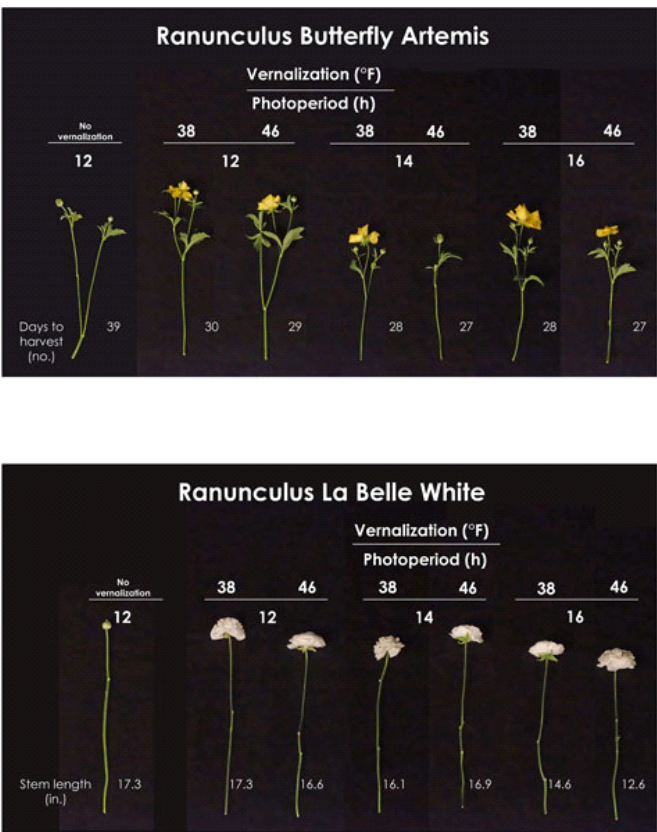 Ranunculus Butterfly Artemis
Vernalization (°F)
Photoperiod (h)
No
vernalization
38 46 38 46 38 46
12 12 14 16
Days to
harvest
(no.)
39 30 29 28 27 28 27
Ranunculus La Belle White
Vernalization (°F)
Photoperiod (h)
No
vernalization
38 46 38 46 38 46
12 12 14 16
Stem length
(in.)
17.3 17.3 16.6 16.1 16.9 14.6 12.6